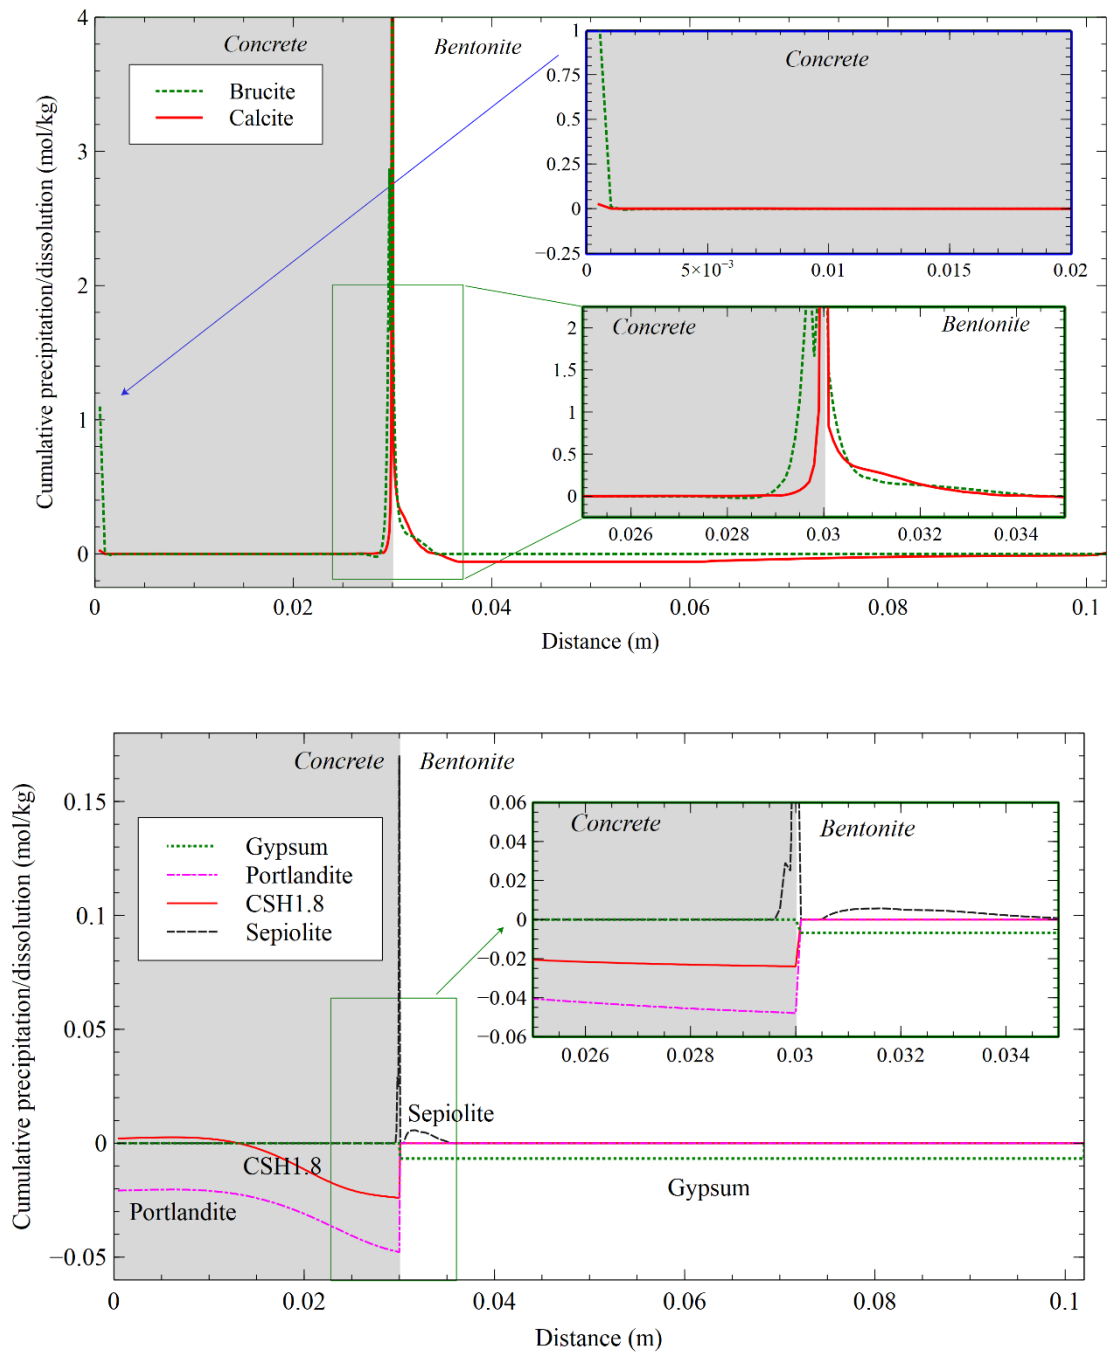 Cumulative precipitation/dissolution (mol/kg)
4
3
2
1
0
Concrete
Bentonite
Brucite
Calcite
Concrete
1
0.75
0.5
0.25
0
−0.25
0
5×10⁻³
0.01
0.015
0.02
Concrete
Bentonite
2
1.5
1
0.5
0
0.026
0.028
0.03
0.032
0.034
0
0.02
0.04
0.06
0.08
0.1
Distance (m)
Cumulative precipitation/dissolution (mol/kg)
0.15
0.1
0.05
0
−0.05
Concrete
Bentonite
Gypsum
Portlandite
CSH1.8
Sepiolite
Concrete
Bentonite
0.06
0.04
0.02
0
−0.02
−0.04
−0.06
0.026
0.028
0.03
0.032
0.034
Sepiolite
CSH1.8
Portlandite
Gypsum
0
0.02
0.04
0.06
0.08
0.1
Distance (m)